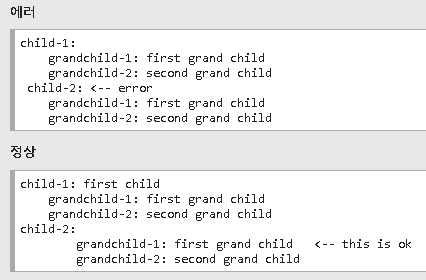 에러
child-1:
    grandchild-1: first grand child
    grandchild-2: second grand child
 child-2: <-- error
    grandchild-1: first grand child
    grandchild-2: second grand child
정상
child-1: first child
    grandchild-1: first grand child
    grandchild-2: second grand child
child-2:
        grandchild-1: first grand child   <-- this is ok
        grandchild-2: second grand child